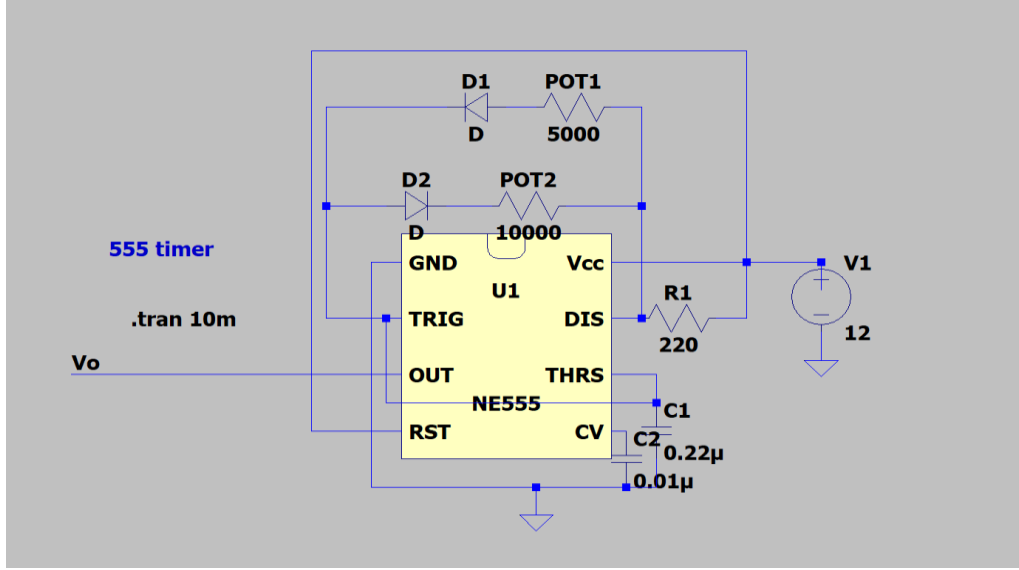 D1
POT1
D
5000
D2
POT2
D
10000
555 timer
GND
Vcc
V1
U1
R1
.tran 10m
TRIG
DIS
12
220
Vo
OUT
THRS
NE555
C1
RST
CV
C2
0.22µ
0.01µ